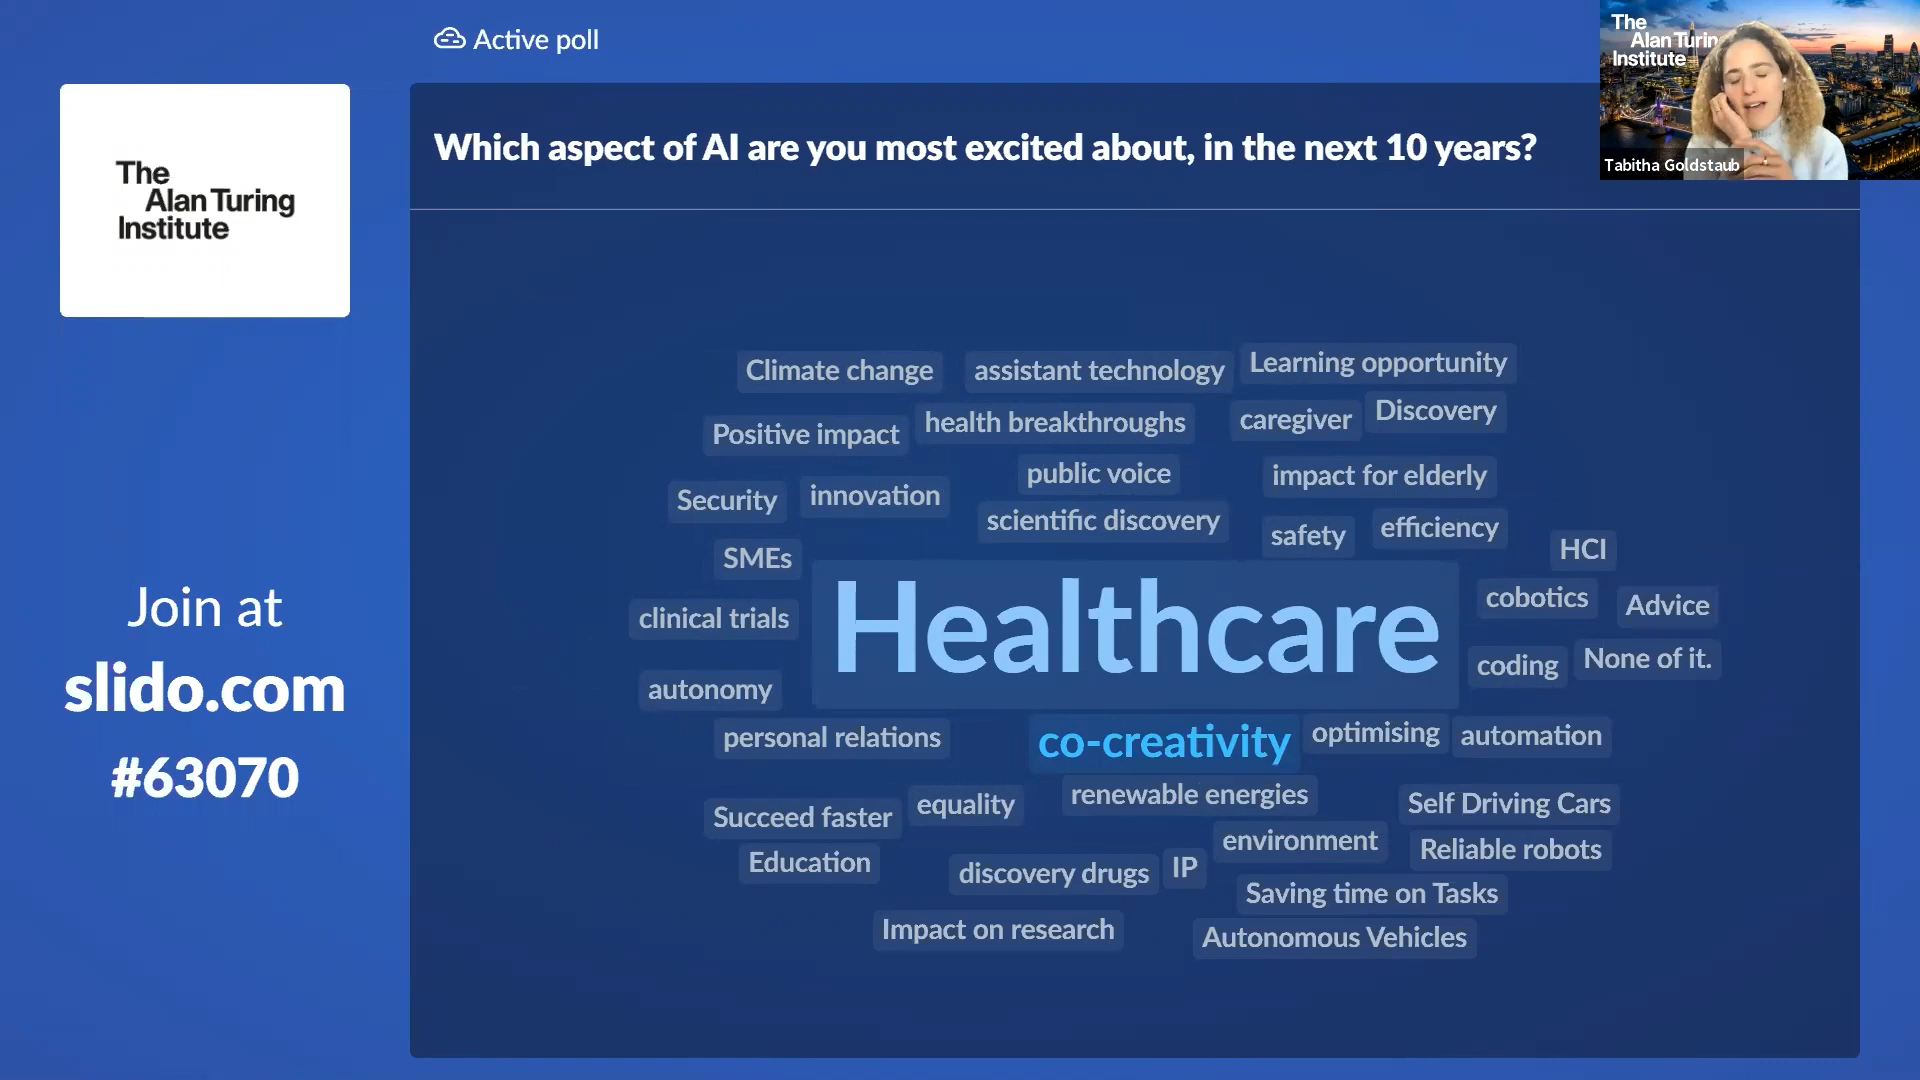 Active poll
The
Alan Turing
Institute
Which aspect of AI are you most excited about, in the next 10 years?
The
Alan Turin
Institute
Tabitha Goldstaub
Join at
slido.com
#63070
Climate change
assistant technology
Learning opportunity
Positive impact
health breakthroughs
caregiver
Discovery
public voice
impact for elderly
Security
innovation
scientific discovery
safety
efficiency
SMEs
HCI
clinical trials
Healthcare
cobotics
Advice
coding
None of it.
autonomy
personal relations
co-creativity
optimising
automation
Succeed faster
equality
renewable energies
Self Driving Cars
environment
Reliable robots
Education
discovery drugs
IP
Saving time on Tasks
Impact on research
Autonomous Vehicles